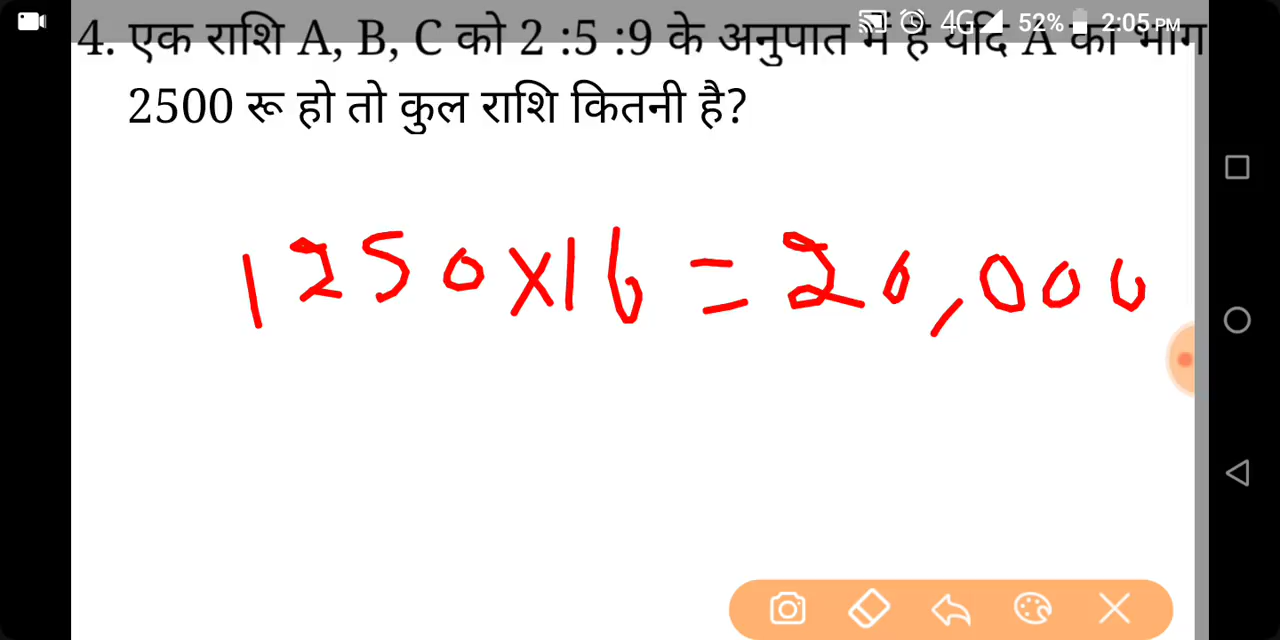 4G 52% 2:05 PM
4. एक राशि A, B, C को 2 :5 :9 के अनुपात में है यदि A का भाग
2500 रू हो तो कुल राशि कितनी है?
1250×16 = 20,000